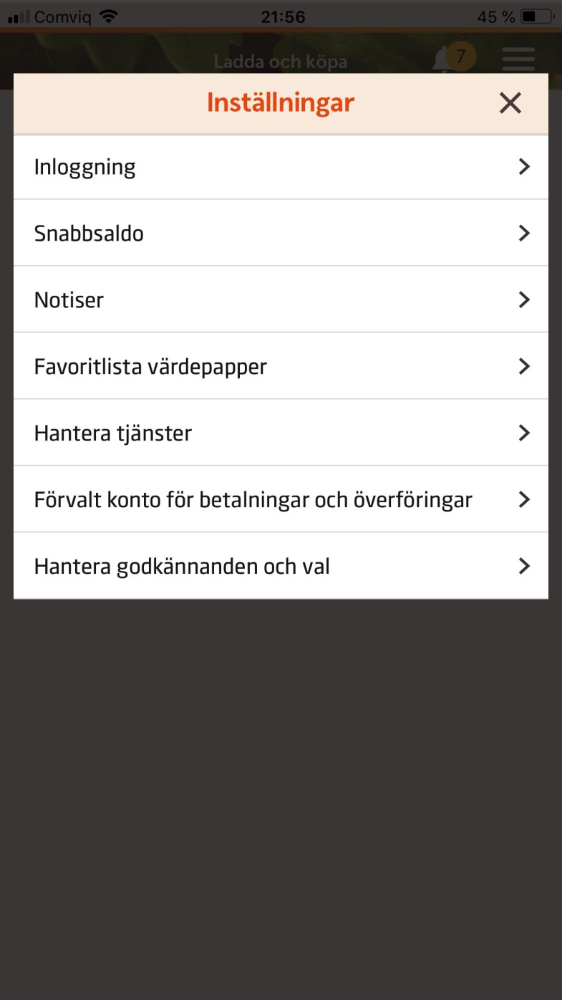 Comviq 21:56 45 %
Ladda och köpa 7
Inställningar
Inloggning
Snabbsaldo
Notiser
Favoritlista värdepapper
Hantera tjänster
Förvalt konto för betalningar och överföringar
Hantera godkännanden och val